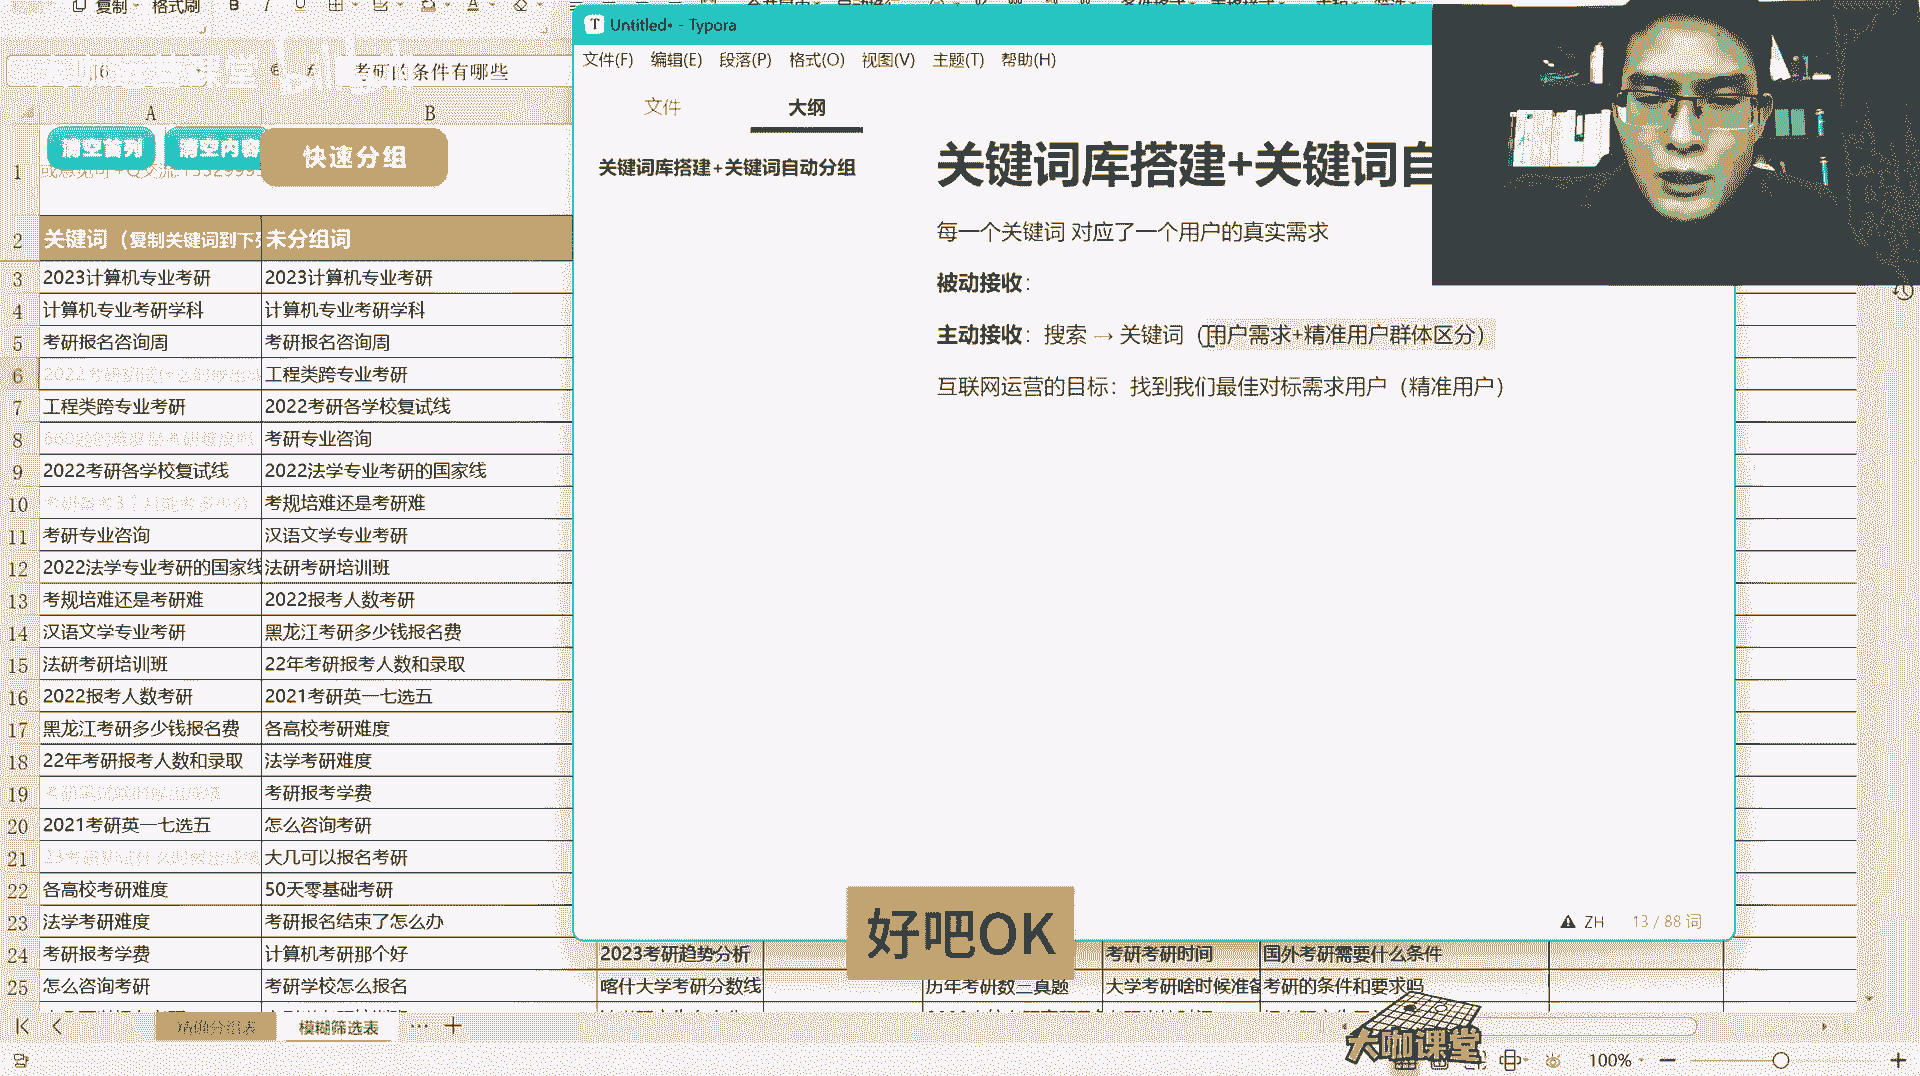 复制 格式刷 B I U A
考研的条件有哪些
A B
清空首列 清空内容 快速分组
1
2 关键词（复制关键词到下列 未分组词
3 2023计算机专业考研 2023计算机专业考研
4 计算机专业考研学科 计算机专业考研学科
5 考研报名咨询周 考研报名咨询周
6 工程类跨专业考研
7 工程类跨专业考研 2022考研各学校复试线
8 考研专业咨询
9 2022考研各学校复试线 2022法学专业考研的国家线
10 考规培难还是考研难
11 考研专业咨询 汉语文学专业考研
12 2022法学专业考研的国家线 法研考研培训班
13 考规培难还是考研难 2022报考人数考研
14 汉语文学专业考研 黑龙江考研多少钱报名费
15 法研考研培训班 22年考研报考人数和录取
16 2022报考人数考研 2021考研英一七选五
17 黑龙江考研多少钱报名费 各高校考研难度
18 22年考研报考人数和录取 法学考研难度
19 考研报考学费
20 2021考研英一七选五 怎么咨询考研
21 大几可以报名考研
22 各高校考研难度 50天零基础考研
23 法学考研难度 考研报名结束了怎么办
24 考研报考学费 计算机考研那个好 2023考研趋势分析 考研考研时间 国外考研需要什么条件
25 怎么咨询考研 考研学校怎么报名 喀什大学考研分数线 历年考研数三真题 大学考研啥时候准备 考研的条件和要求吗
精确分组表 模糊筛选表 ··· +
100% — +
T Untitled• - Typora
文件(F) 编辑(E) 段落(P) 格式(O) 视图(V) 主题(T) 帮助(H)
文件 大纲
关键词库搭建+关键词自动分组
关键词库搭建+关键词自
每一个关键词 对应了一个用户的真实需求
被动接收：
主动接收：搜索 → 关键词（用户需求+精准用户群体区分）
互联网运营的目标：找到我们最佳对标需求用户（精准用户）
ZH 13 / 88 词
好吧OK
大咖课堂